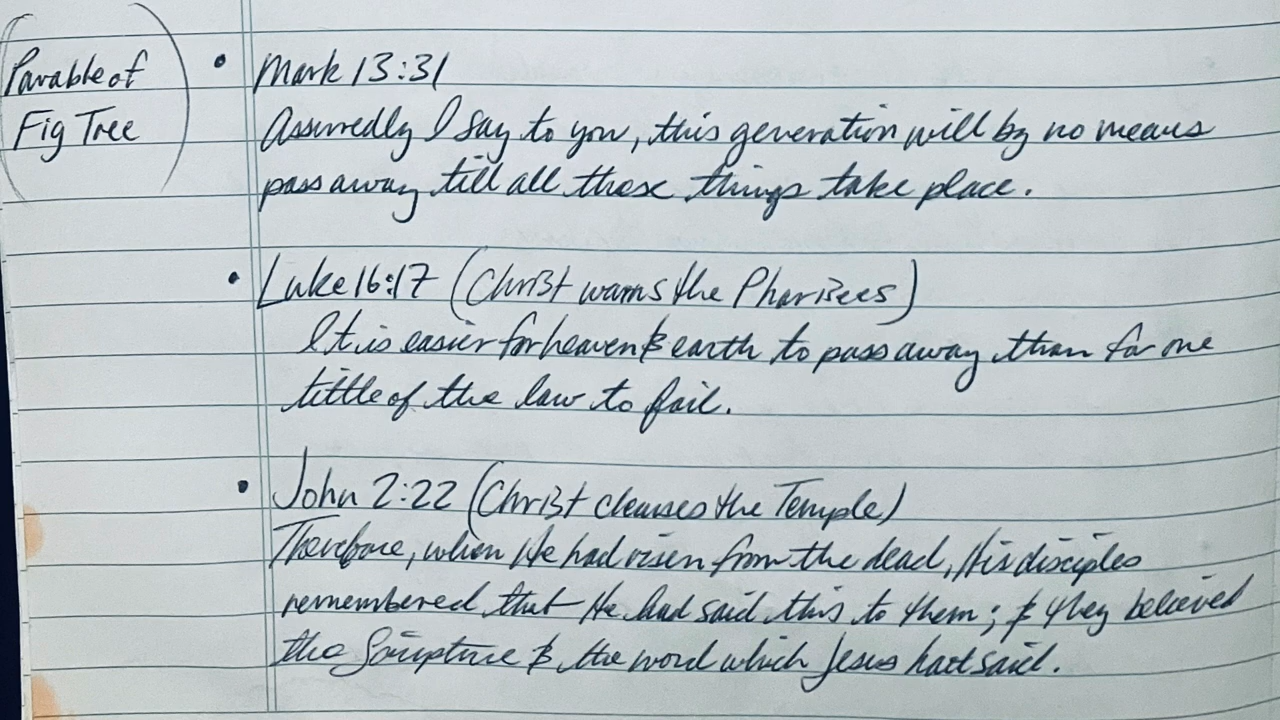 (Parable of
Fig Tree)
• Mark 13:31
Assuredly I say to you, this generation will by no means
pass away till all these things take place.
• Luke 16:17 (Christ warns the Pharisees)
It is easier for heaven & earth to pass away than for one
tittle of the law to fail.
• John 2:22 (Christ cleanses the Temple)
Therefore, when He had risen from the dead, His disciples
remembered that He had said this to them; & they believed
the Scripture & the word which Jesus had said.